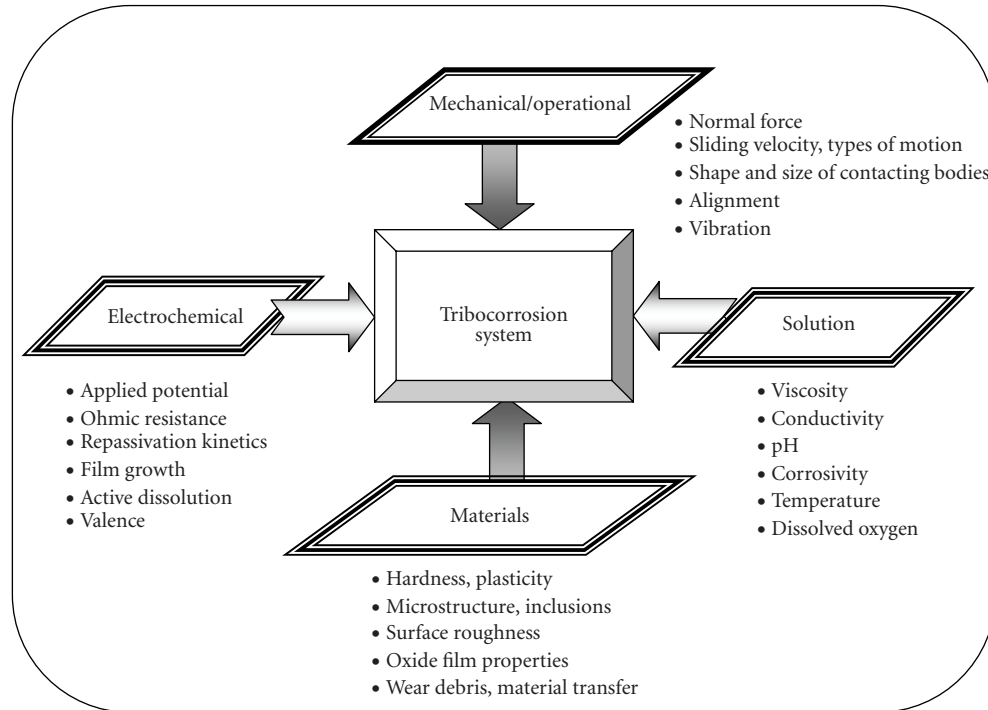 Mechanical/operational
• Normal force
• Sliding velocity, types of motion
• Shape and size of contacting bodies
• Alignment
• Vibration
Electrochemical
Tribocorrosion
system
Solution
• Applied potential
• Ohmic resistance
• Repassivation kinetics
• Film growth
• Active dissolution
• Valence
• Viscosity
• Conductivity
• pH
• Corrosivity
• Temperature
• Dissolved oxygen
Materials
• Hardness, plasticity
• Microstructure, inclusions
• Surface roughness
• Oxide film properties
• Wear debris, material transfer